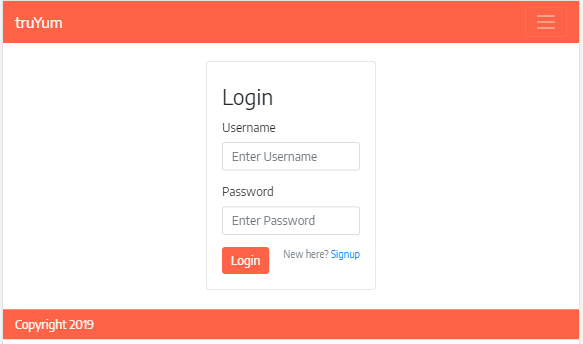 truYum
Login
Username
Enter Username
Password
Enter Password
Login New here? Signup
Copyright 2019